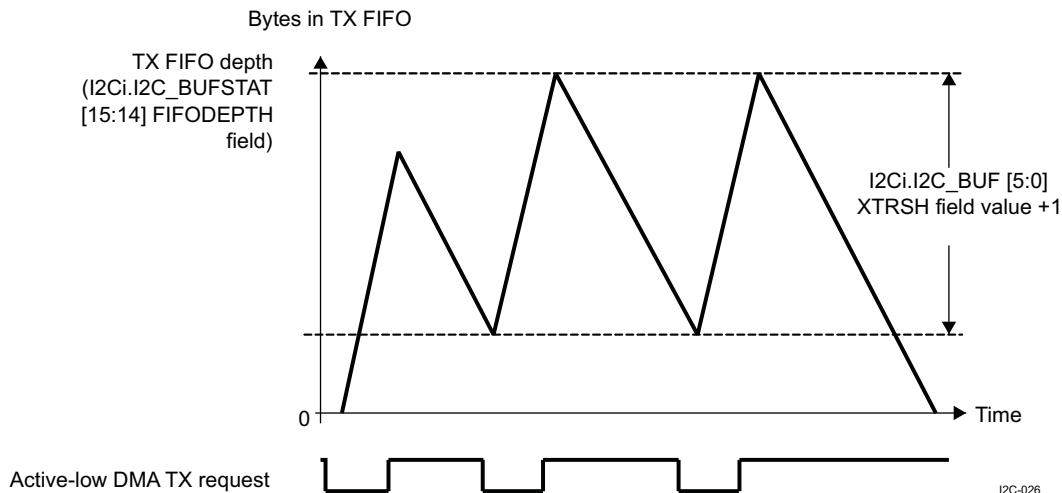 Bytes in TX FIFO
TX FIFO depth
(I2Ci.I2C_BUFSTAT
[15:14] FIFODEPTH
field)
I2Ci.I2C_BUF [5:0]
XTRSH field value +1
0
Time
Active-low DMA TX request
I2C-026